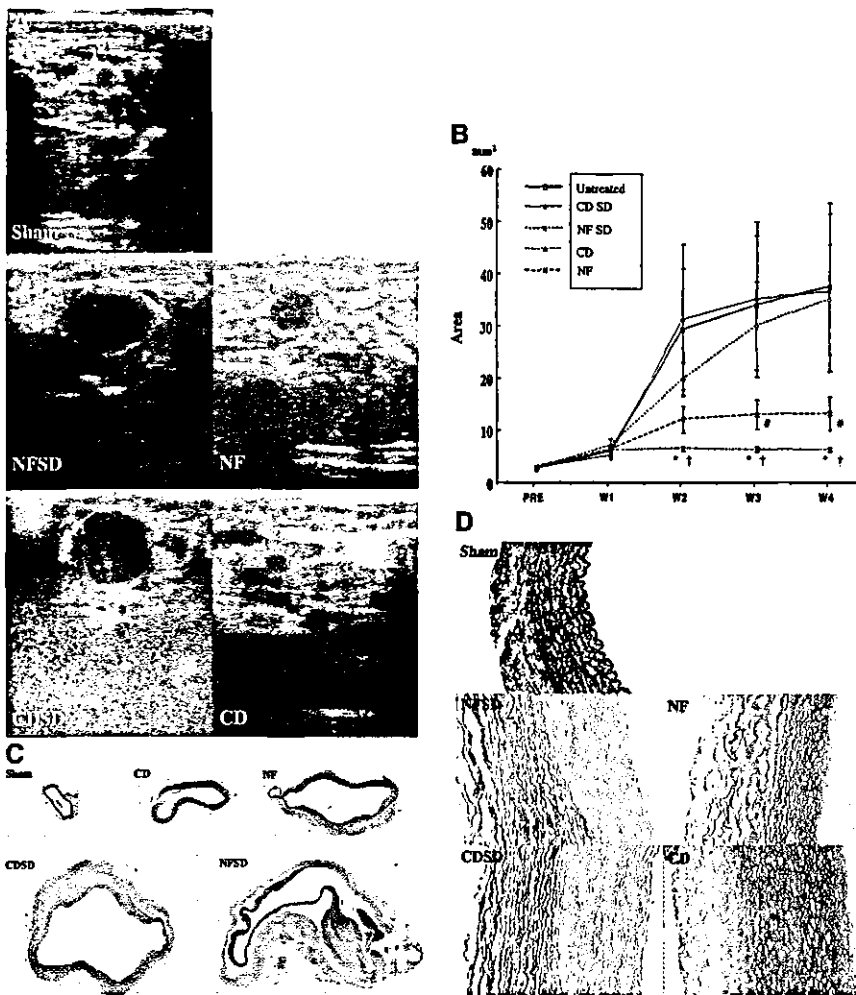 Sham
NFSD
NF
CDSD
CD
B
mm²
60
50
40
30
20
10
0
Area
Untreated
CD SD
NF SD
CD
NF
#
#
* †
* †
* †
PRE
W1
W2
W3
W4
C
Sham
CD
NF
CDSD
NFSD
D
Sham
NFSD
NF
CDSD
CD